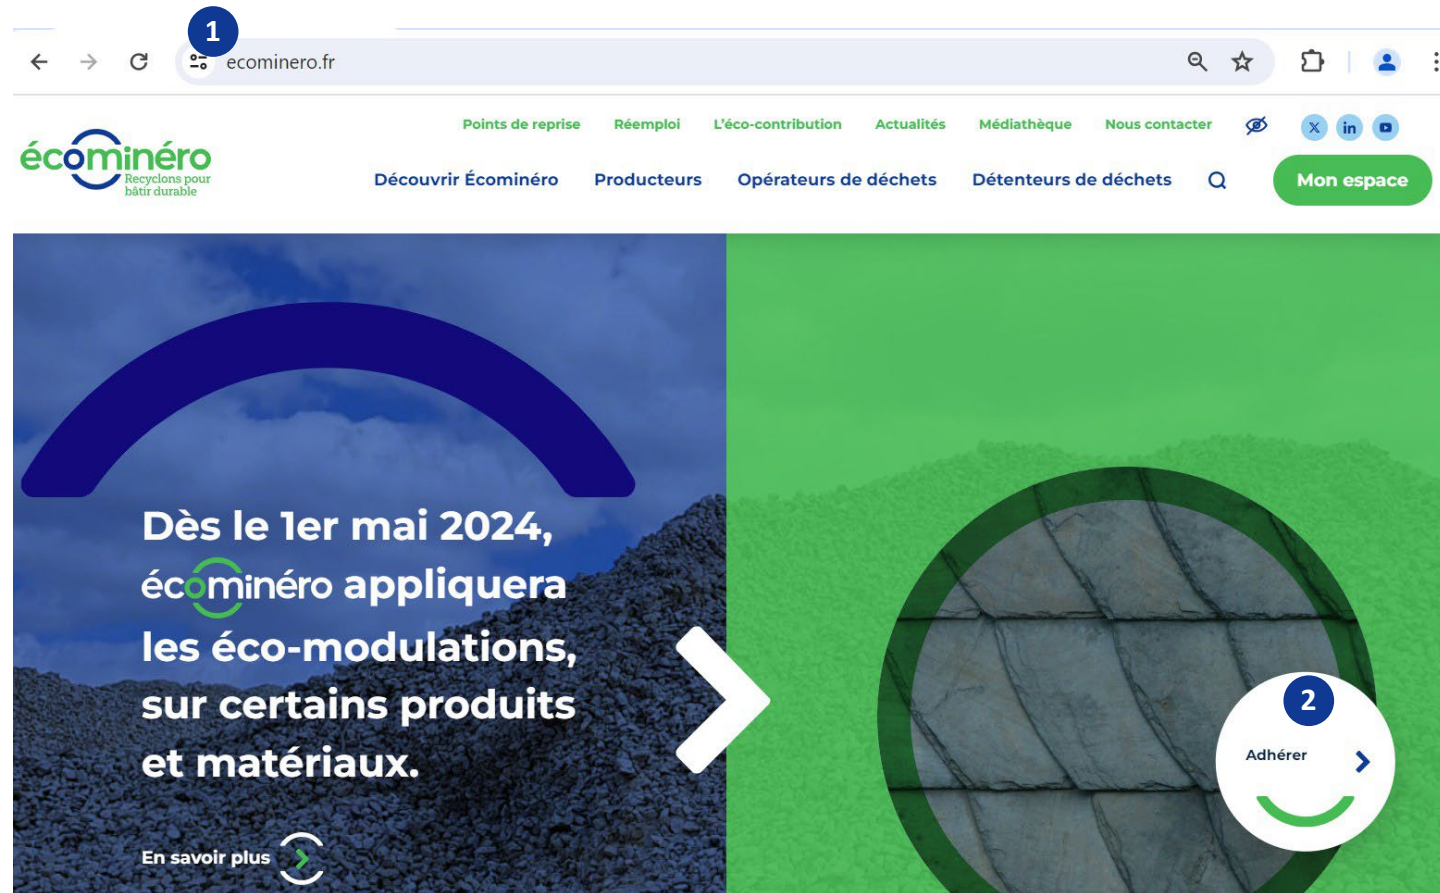 1
ecominero.fr
Points de reprise Réemploi L'éco-contribution Actualités Médiathèque Nous contacter
écominéro
Recyclons pour
bâtir durable
Découvrir Écominéro Producteurs Opérateurs de déchets Détenteurs de déchets Mon espace
Dès le 1er mai 2024,
écominéro appliquera
les éco-modulations,
sur certains produits
et matériaux.
En savoir plus
2
Adhérer